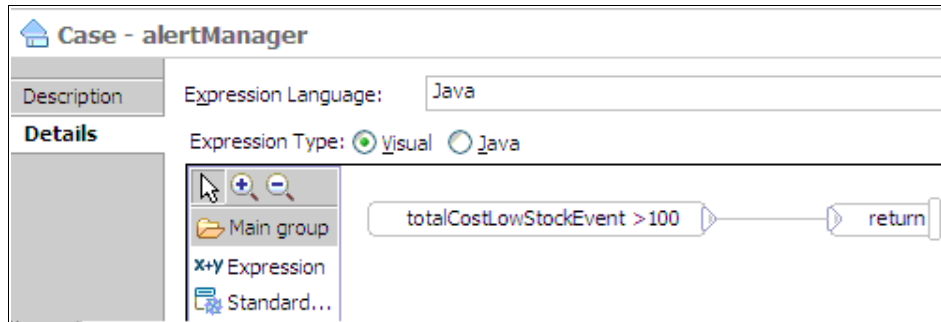 Case - alertManager
Description
Expression Language: Java
Details
Expression Type: Visual Java
totalCostLowStockEvent >100 return
Main group
X+Y Expression
Standard...